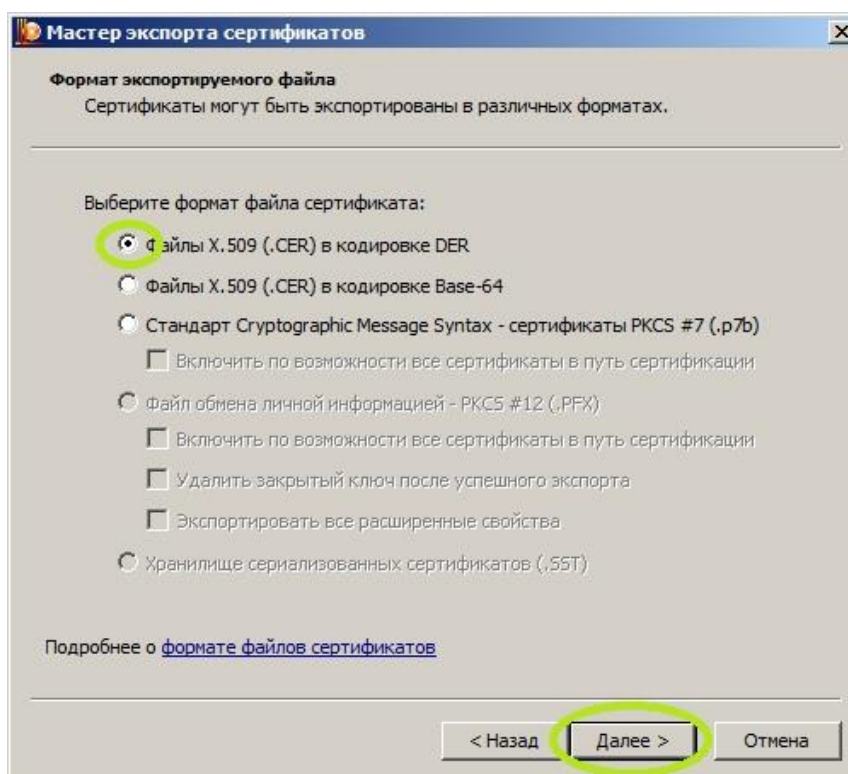 Мастер экспорта сертификатов
Формат экспортируемого файла
Сертификаты могут быть экспортированы в различных форматах.
Выберите формат файла сертификата:
Файлы X.509 (.CER) в кодировке DER
Файлы X.509 (.CER) в кодировке Base-64
Стандарт Cryptographic Message Syntax - сертификаты PKCS #7 (.p7b)
Включить по возможности все сертификаты в путь сертификации
Файл обмена личной информацией - PKCS #12 (.PFX)
Включить по возможности все сертификаты в путь сертификации
Удалить закрытый ключ после успешного экспорта
Экспортировать все расширенные свойства
Хранилище сериализованных сертификатов (.SST)
Подробнее о формате файлов сертификатов
< Назад Далее > Отмена